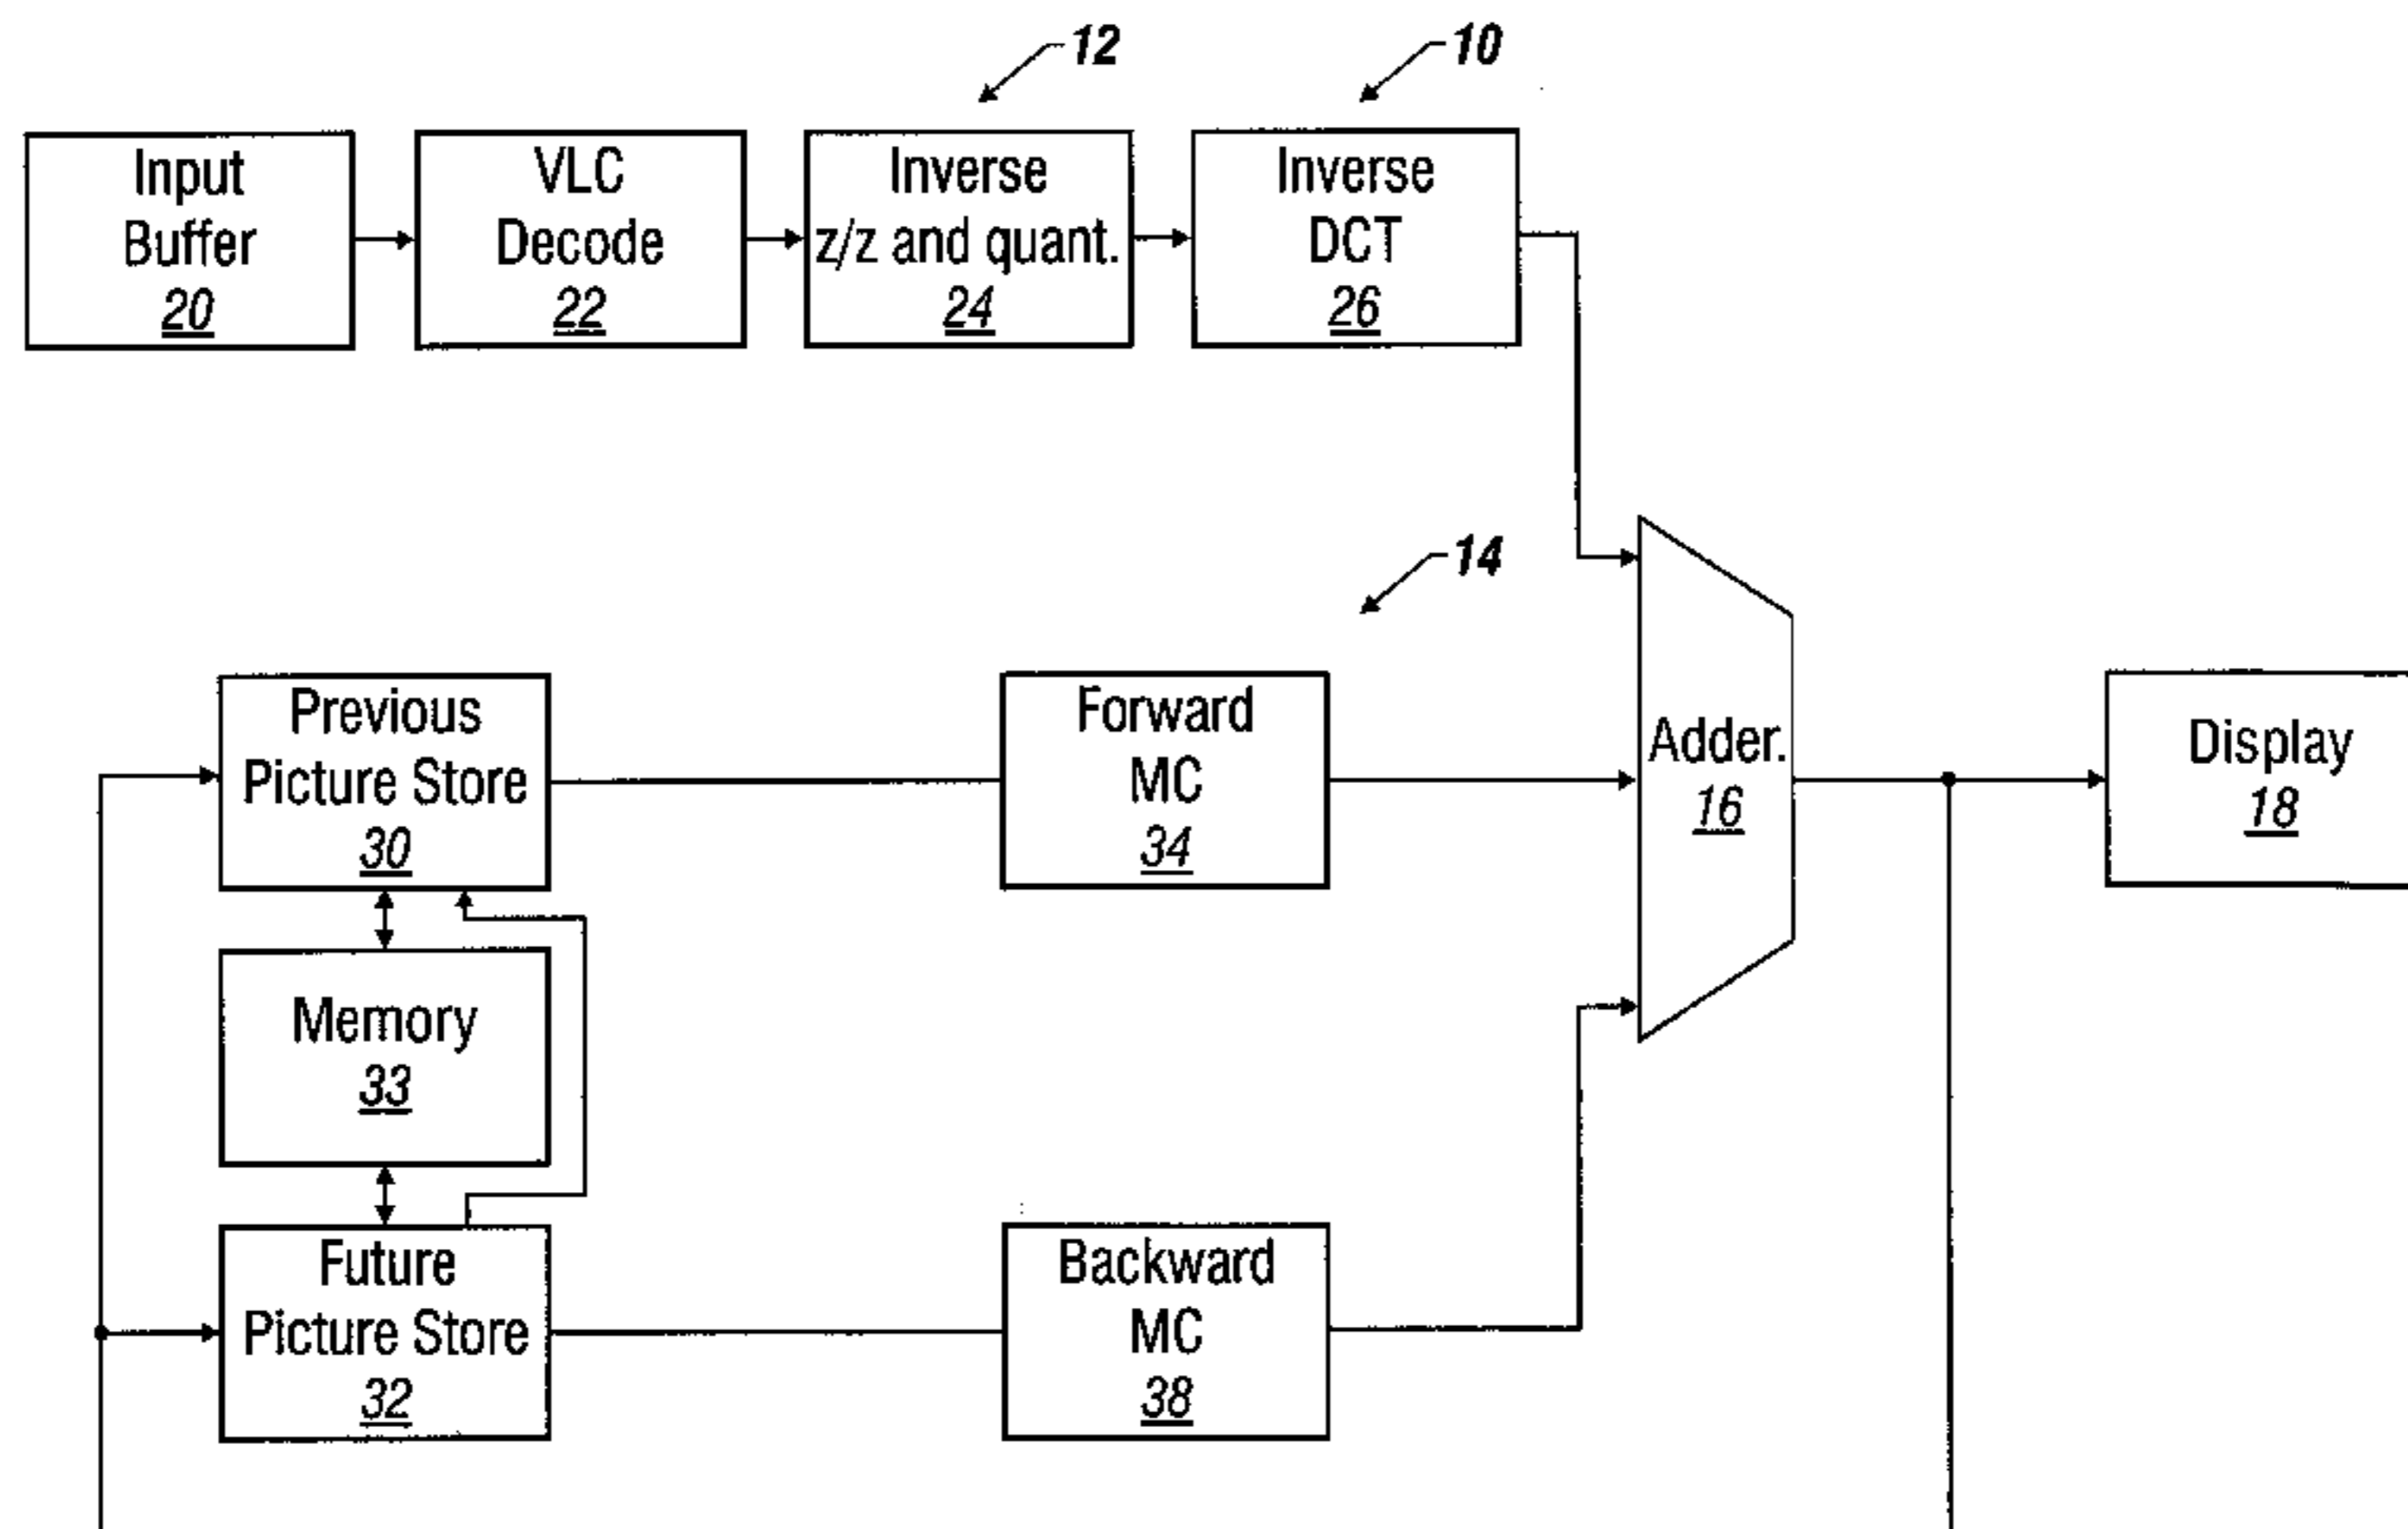 12
10
Input
Buffer
20
VLC
Decode
22
Inverse
z/z and quant.
24
Inverse
DCT
26
14
Previous
Picture Store
30
Forward
MC
34
Adder.
16
Display
18
Memory
33
Future
Picture Store
32
Backward
MC
38